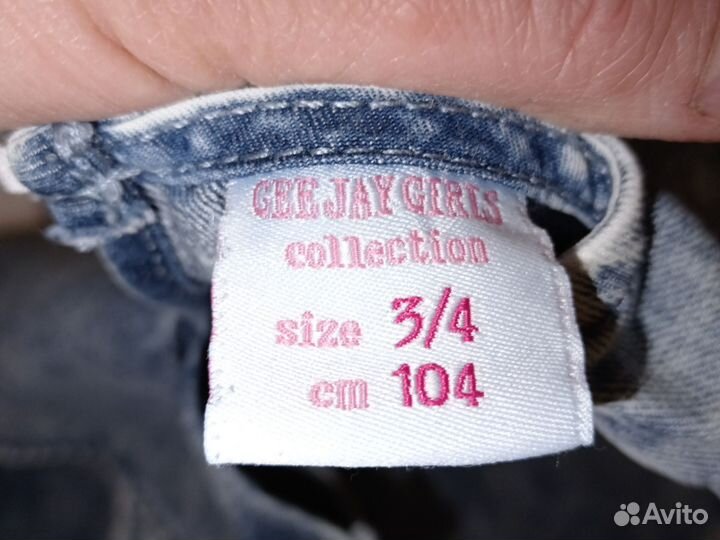 GEE JAY GIRLS
collection
size 3/4
cm 104
Avito